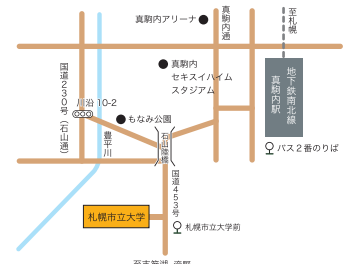 真駒内アリーナ
真駒内通
至札幌
真駒内
セキスイハイム
スタジアム
国道230号(石山通)
川沿 10-2
もなみ公園
豊平川
石山陸橋
地下鉄南北線
真駒内駅
バス2番のりば
国道453号
札幌市立大学
札幌市立大学前